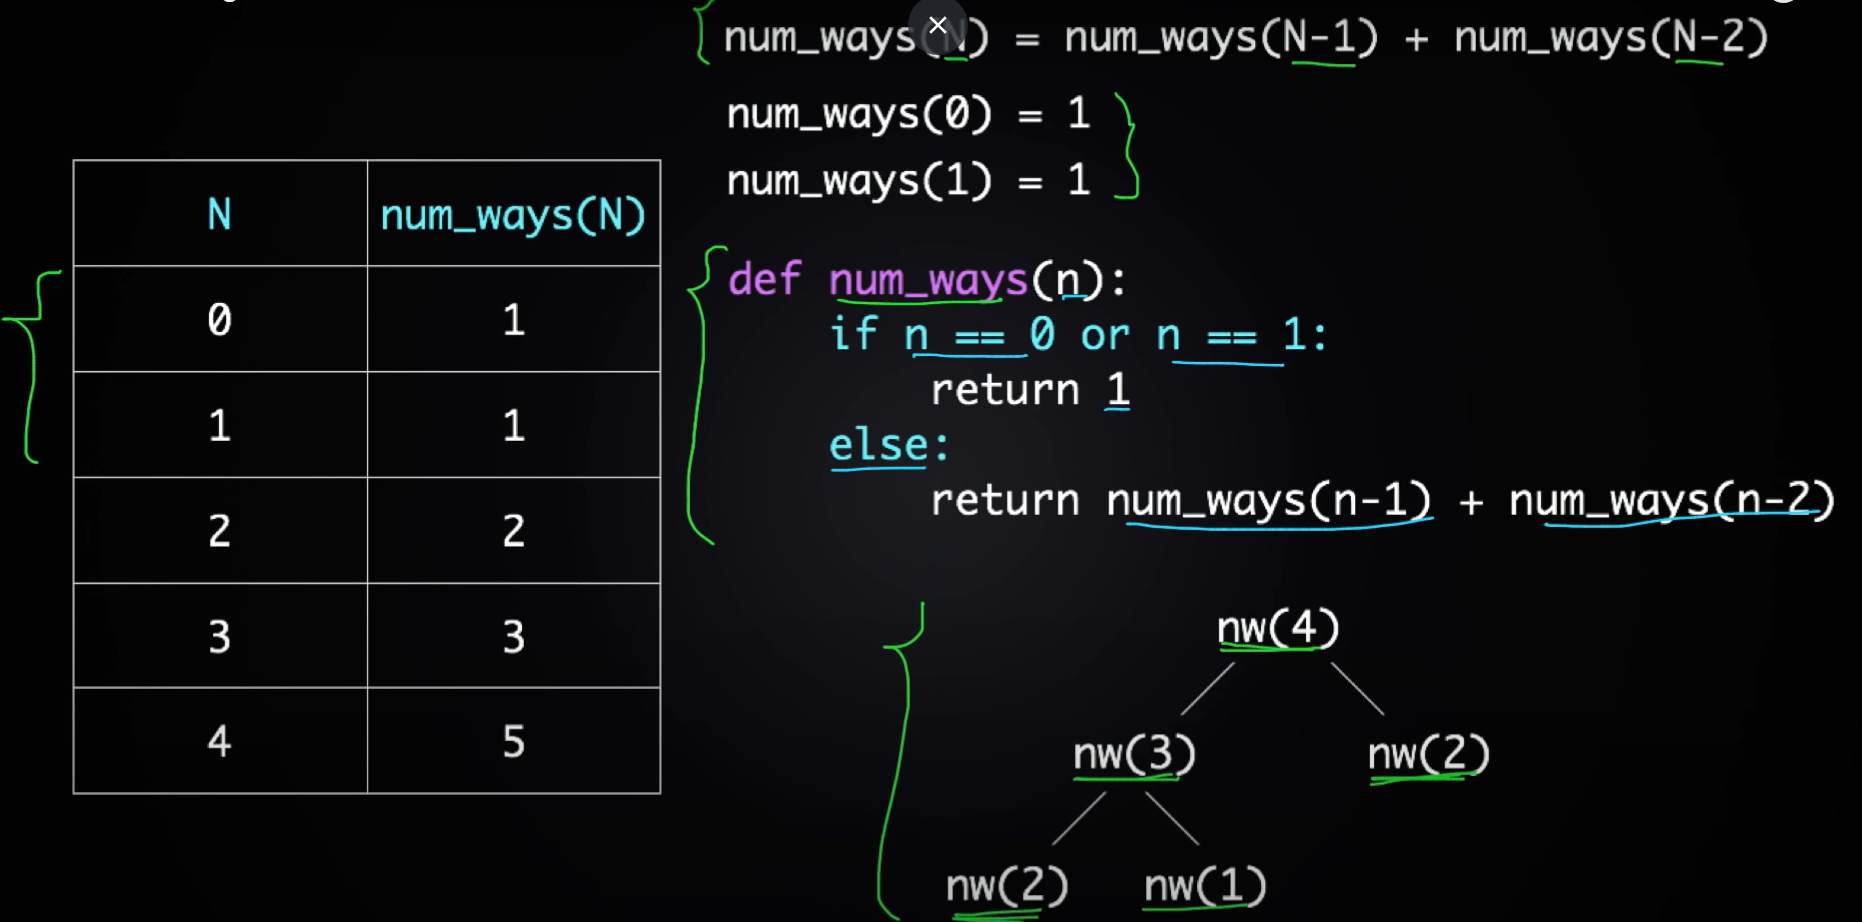 num_ways(N) = num_ways(N-1) + num_ways(N-2)
num_ways(0) = 1
num_ways(1) = 1
N num_ways(N)
0 1
1 1
2 2
3 3
4 5
def num_ways(n):
if n == 0 or n == 1:
return 1
else:
return num_ways(n-1) + num_ways(n-2)
nw(4)
nw(3) nw(2)
nw(2) nw(1)